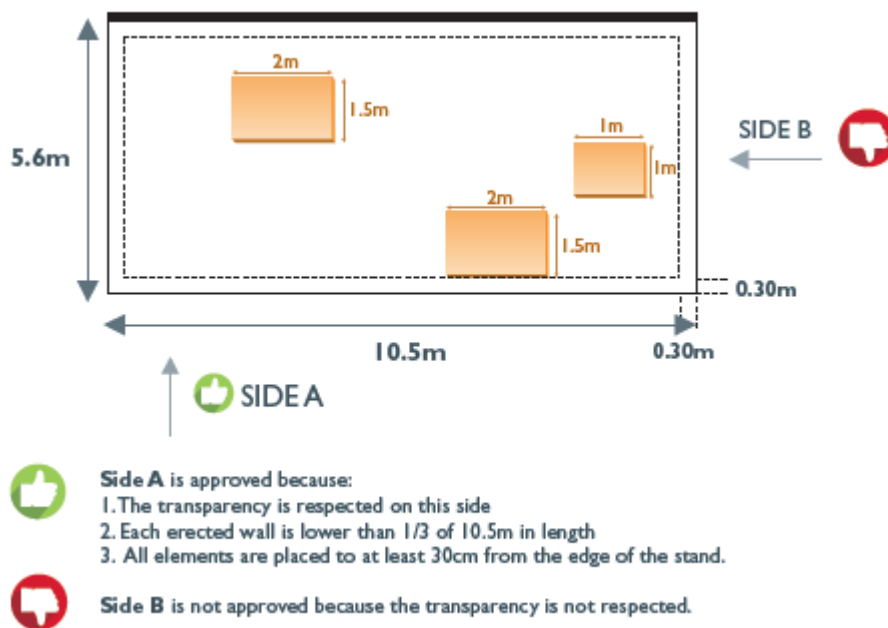 2m
1.5m
1m
SIDE B
1m
5.6m
2m
1.5m
0.30m
10.5m
0.30m
SIDE A
Side A is approved because:
1. The transparency is respected on this side
2. Each erected wall is lower than 1/3 of 10.5m in length
3. All elements are placed to at least 30cm from the edge of the stand.
Side B is not approved because the transparency is not respected.